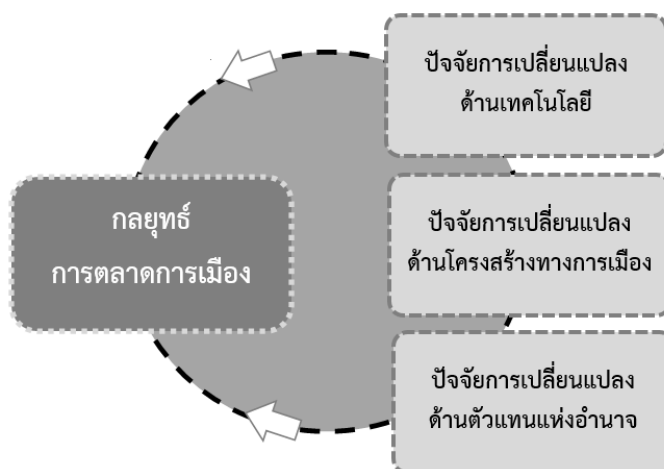 ปัจจัยการเปลี่ยนแปลง
ด้านเทคโนโลยี
กลยุทธ์
การตลาดการเมือง
ปัจจัยการเปลี่ยนแปลง
ด้านโครงสร้างทางการเมือง
ปัจจัยการเปลี่ยนแปลง
ด้านตัวแทนแห่งอำนาจ